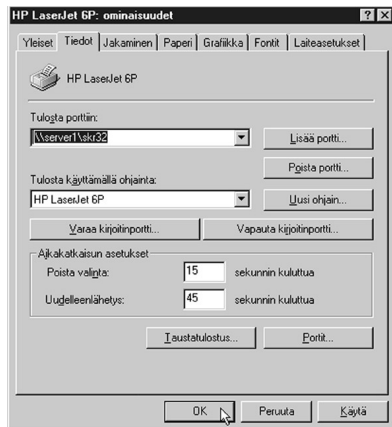 HP LaserJet 6P: ominaisuudet
Yleiset Tiedot Jakaminen Paperi Grafiikka Fontit Laiteasetukset
HP LaserJet 6P
Tulosta porttiin:
\\server1\skr32
Lisää portti...
Poista portti...
Tulosta käyttämällä ohjainta:
HP LaserJet 6P
Uusi ohjain...
Varaa kirjoitinportti... Vapauta kirjoitinportti...
Aikakatkaisun asetukset
Poista valinta: 15 sekunnin kuluttua
Uudelleenlähetys: 45 sekunnin kuluttua
Taustatulostus... Portit...
OK Peruuta Käytä